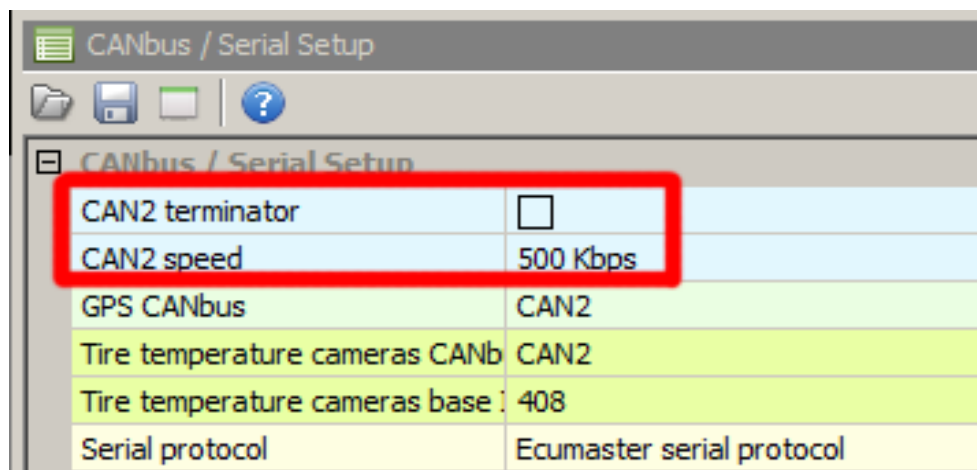 CANbus / Serial Setup
CANbus / Serial Setup
CAN2 terminator
CAN2 speed 500 Kbps
GPS CANbus CAN2
Tire temperature cameras CANb CAN2
Tire temperature cameras base 408
Serial protocol Ecumaster serial protocol